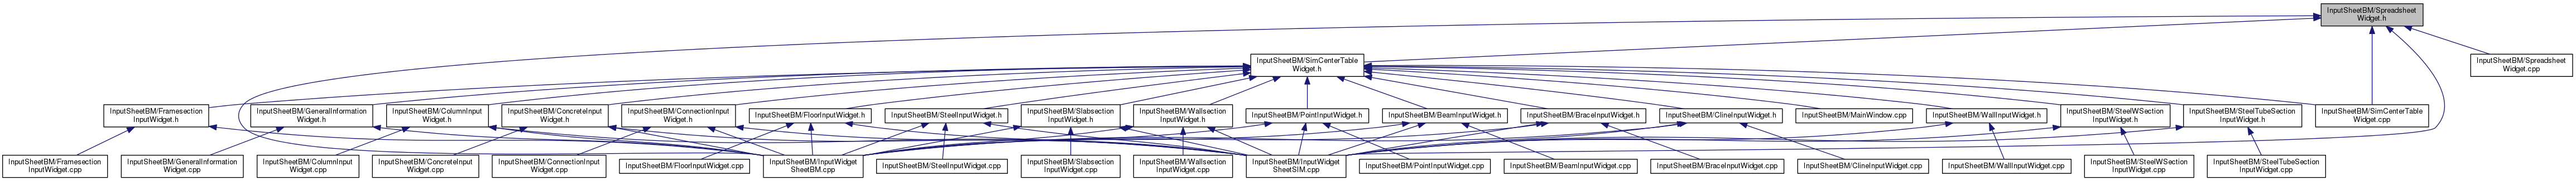 InputSheetBM/Spreadsheet
Widget.h
InputSheetBM/SimCenterTable
Widget.h
InputSheetBM/Spreadsheet
Widget.cpp
InputSheetBM/Framesection
InputWidget.h
InputSheetBM/GeneralInformation
Widget.h
InputSheetBM/ColumnInput
Widget.h
InputSheetBM/ConcreteInput
Widget.h
InputSheetBM/ConnectionInput
Widget.h
InputSheetBM/FloorInputWidget.h
InputSheetBM/SteelInputWidget.h
InputSheetBM/Slabsection
InputWidget.h
InputSheetBM/Wallsection
InputWidget.h
InputSheetBM/PointInputWidget.h
InputSheetBM/BeamInputWidget.h
InputSheetBM/BraceInputWidget.h
InputSheetBM/ClineInputWidget.h
InputSheetBM/MainWindow.cpp
InputSheetBM/WallInputWidget.h
InputSheetBM/SteelWSection
InputWidget.h
InputSheetBM/SteelTubeSection
InputWidget.h
InputSheetBM/SimCenterTable
Widget.cpp
InputSheetBM/Framesection
InputWidget.cpp
InputSheetBM/GeneralInformation
Widget.cpp
InputSheetBM/ColumnInput
Widget.cpp
InputSheetBM/ConcreteInput
Widget.cpp
InputSheetBM/ConnectionInput
Widget.cpp
InputSheetBM/FloorInputWidget.cpp
InputSheetBM/InputWidget
SheetBM.cpp
InputSheetBM/SteelInputWidget.cpp
InputSheetBM/Slabsection
InputWidget.cpp
InputSheetBM/Wallsection
InputWidget.cpp
InputSheetBM/InputWidget
SheetSIM.cpp
InputSheetBM/PointInputWidget.cpp
InputSheetBM/BeamInputWidget.cpp
InputSheetBM/BraceInputWidget.cpp
InputSheetBM/ClineInputWidget.cpp
InputSheetBM/WallInputWidget.cpp
InputSheetBM/SteelWSection
InputWidget.cpp
InputSheetBM/SteelTubeSection
InputWidget.cpp